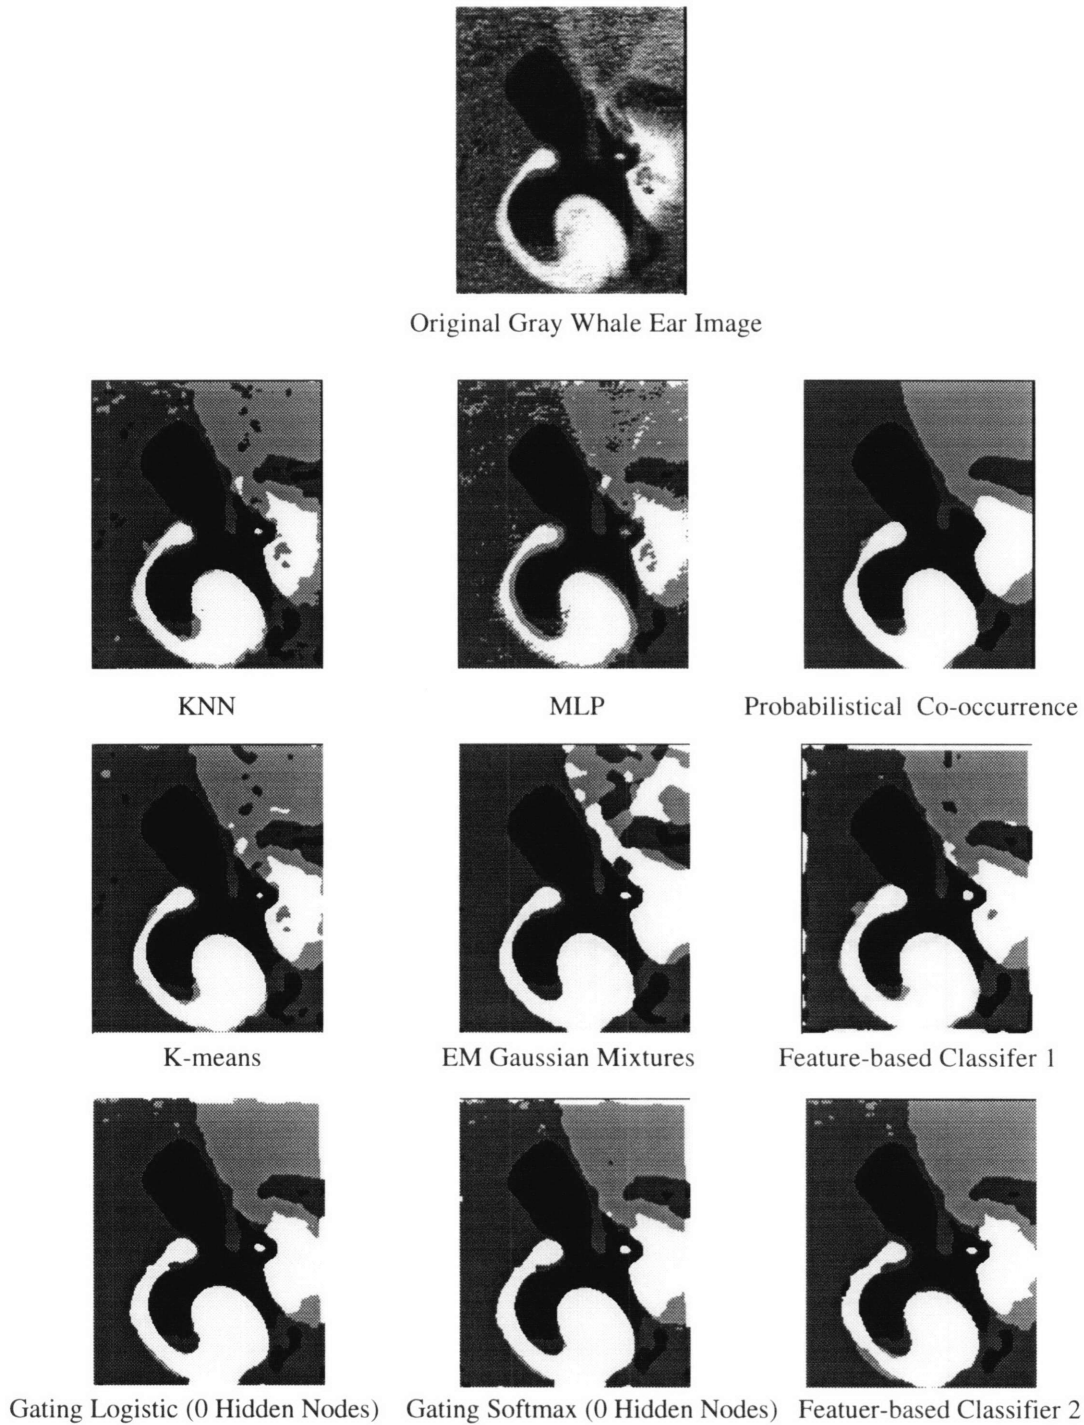 Original Gray Whale Ear Image
KNN
MLP
Probabilistical Co-occurrence
K-means
EM Gaussian Mixtures
Feature-based Classifer 1
Gating Logistic (0 Hidden Nodes)
Gating Softmax (0 Hidden Nodes)
Featuer-based Classifier 2